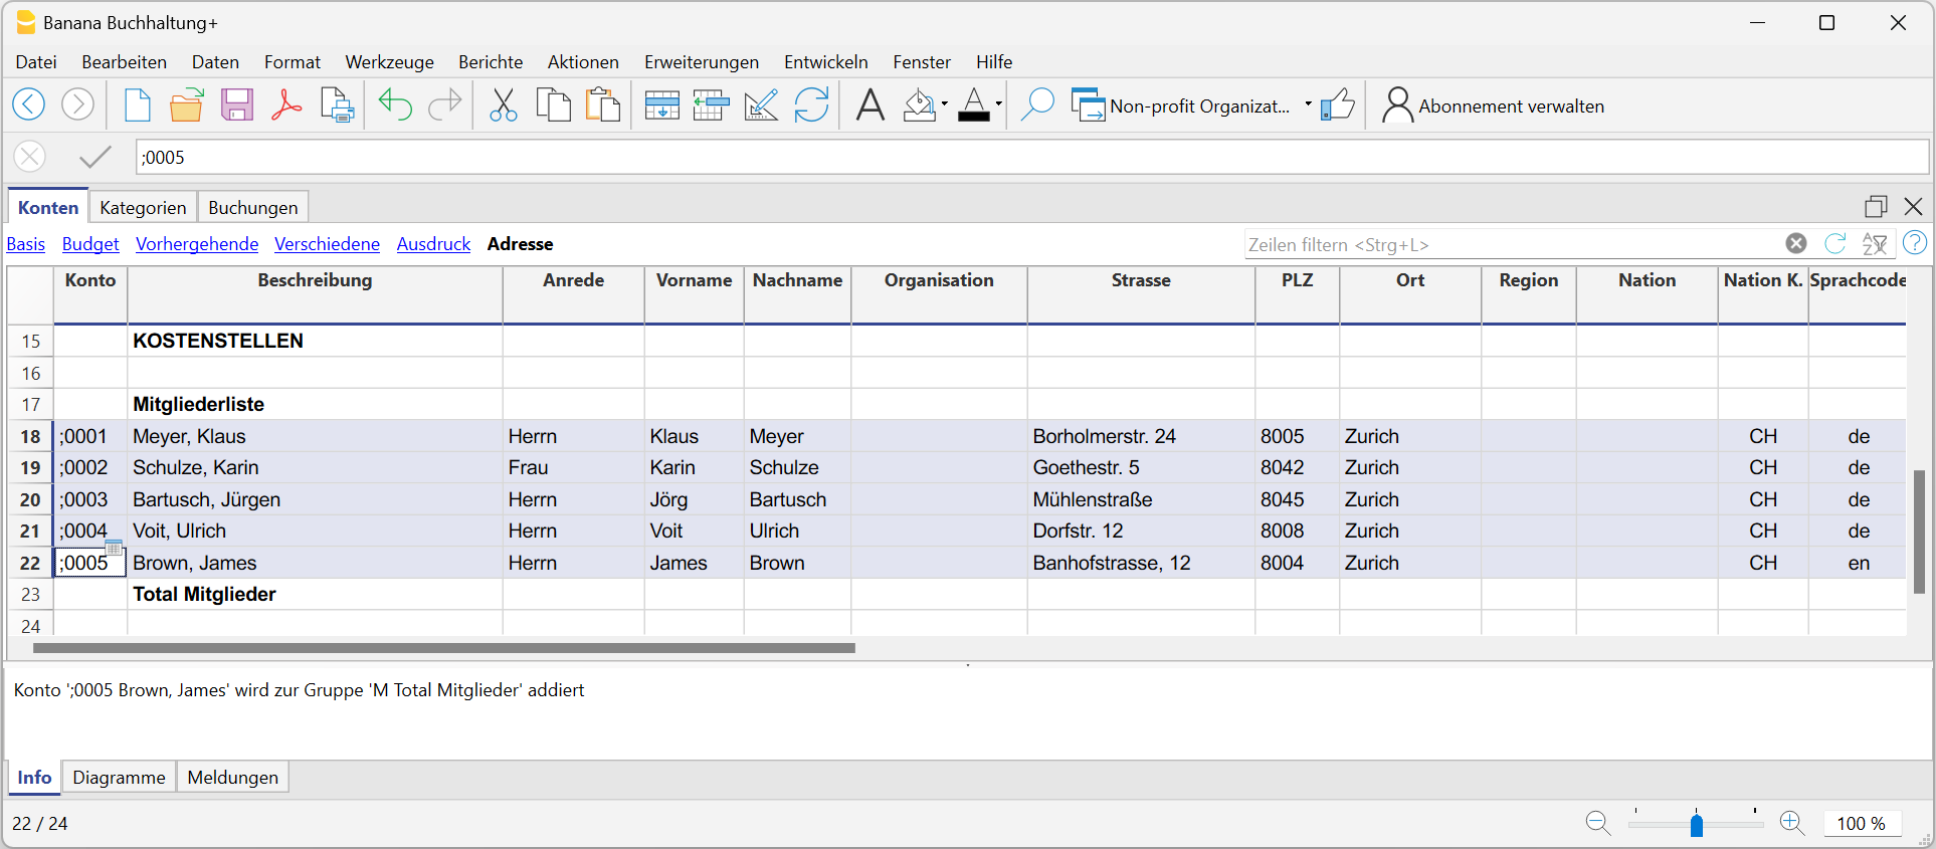 Banana Buchhaltung+
Datei Bearbeiten Daten Format Werkzeuge Berichte Aktionen Erweiterungen Entwickeln Fenster Hilfe
Non-profit Organizat... Abonnement verwalten
;0005
Konten Kategorien Buchungen
Basis Budget Vorhergehende Verschiedene Ausdruck Adresse Zeilen filtern <Strg+L>
Konto Beschreibung Anrede Vorname Nachname Organisation Strasse PLZ Ort Region Nation Nation K. Sprachcode
15 KOSTENSTELLEN
16
17 Mitgliederliste
18 ;0001 Meyer, Klaus Herrn Klaus Meyer Borholmerstr. 24 8005 Zurich CH de
19 ;0002 Schulze, Karin Frau Karin Schulze Goethestr. 5 8042 Zurich CH de
20 ;0003 Bartusch, Jürgen Herrn Jörg Bartusch Mühlenstraße 8045 Zurich CH de
21 ;0004 Voit, Ulrich Herrn Voit Ulrich Dorfstr. 12 8008 Zurich CH de
22 ;0005 Brown, James Herrn James Brown Banhofstrasse, 12 8004 Zurich CH en
23 Total Mitglieder
24
Konto ';0005 Brown, James' wird zur Gruppe 'M Total Mitglieder' addiert
Info Diagramme Meldungen
22 / 24 100 %